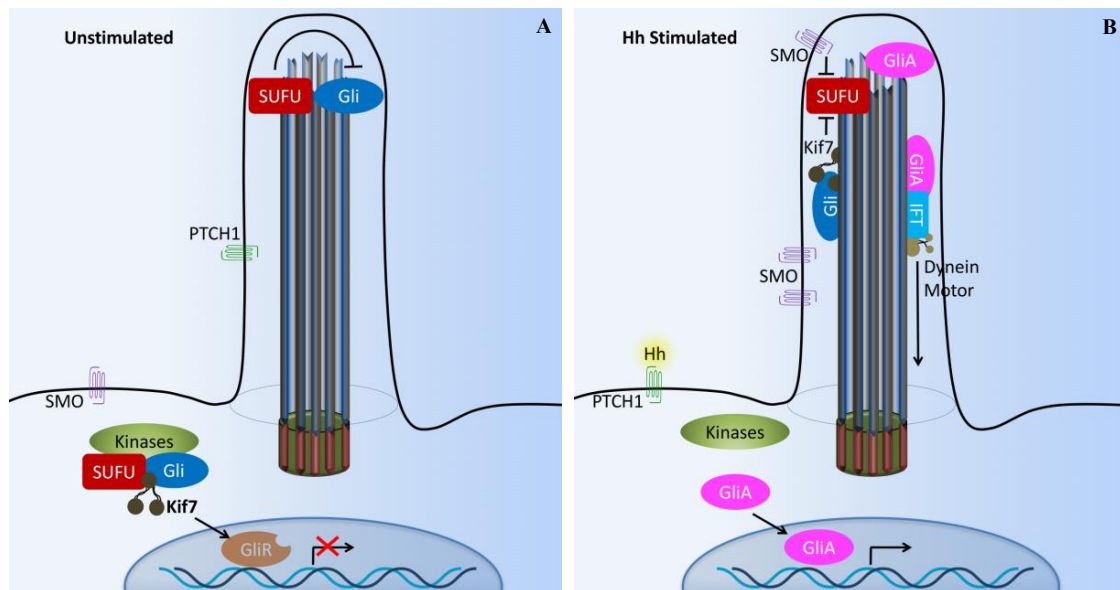 Unstimulated
A
SUFU
Gli
PTCH1
SMO
Kinases
SUFU
Gli
Kif7
GliR
Hh Stimulated
B
SMO
GliA
SUFU
Kif7
GliA
Gli
IFT
SMO
Dynein
Motor
Hh
PTCH1
Kinases
GliA
GliA